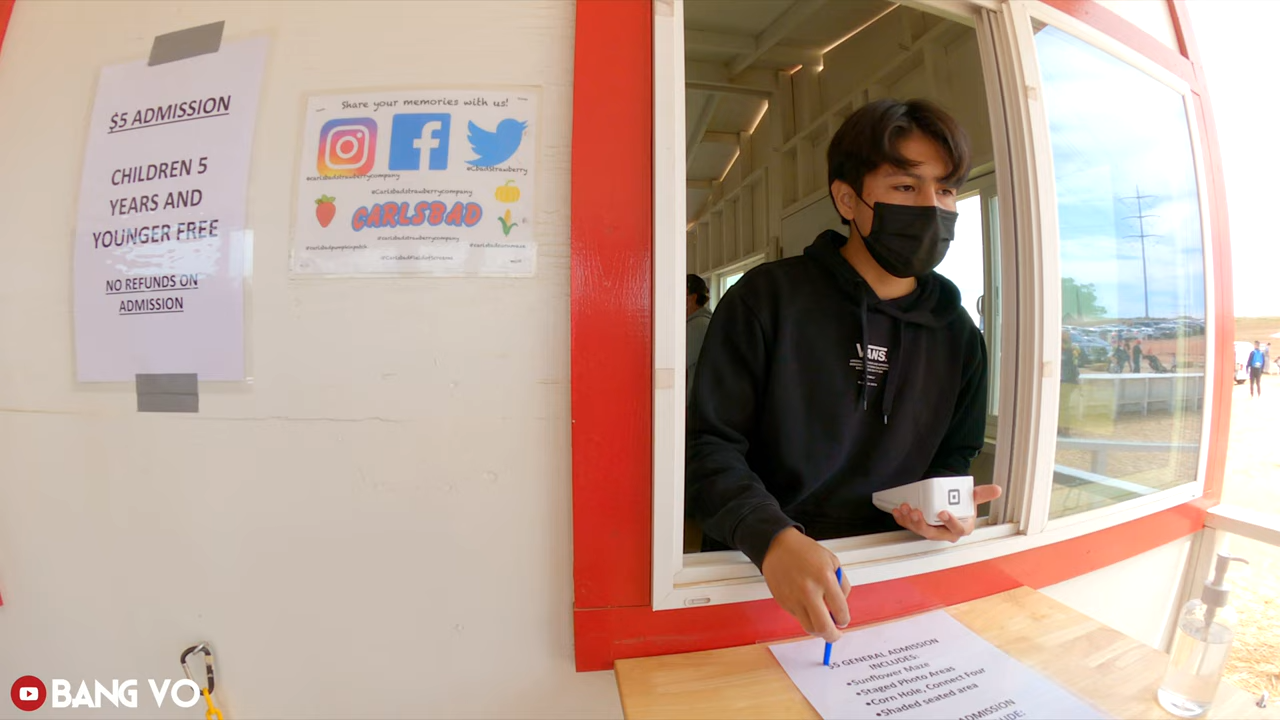 $5 ADMISSION
CHILDREN 5
YEARS AND
YOUNGER FREE
NO REFUNDS ON
ADMISSION
Share your memories with us!
@carlsbadstrawberrycompany
@Cbadstrawberry
#Carlsbadstrawberrycompany
CARLSBAD
VANS
$5 GENERAL ADMISSION
INCLUDES:
•Sunflower Maze
•Staged Photo Areas
•Corn Hole, Connect Four
•Shaded seated area
ADMISSION
BANG VO